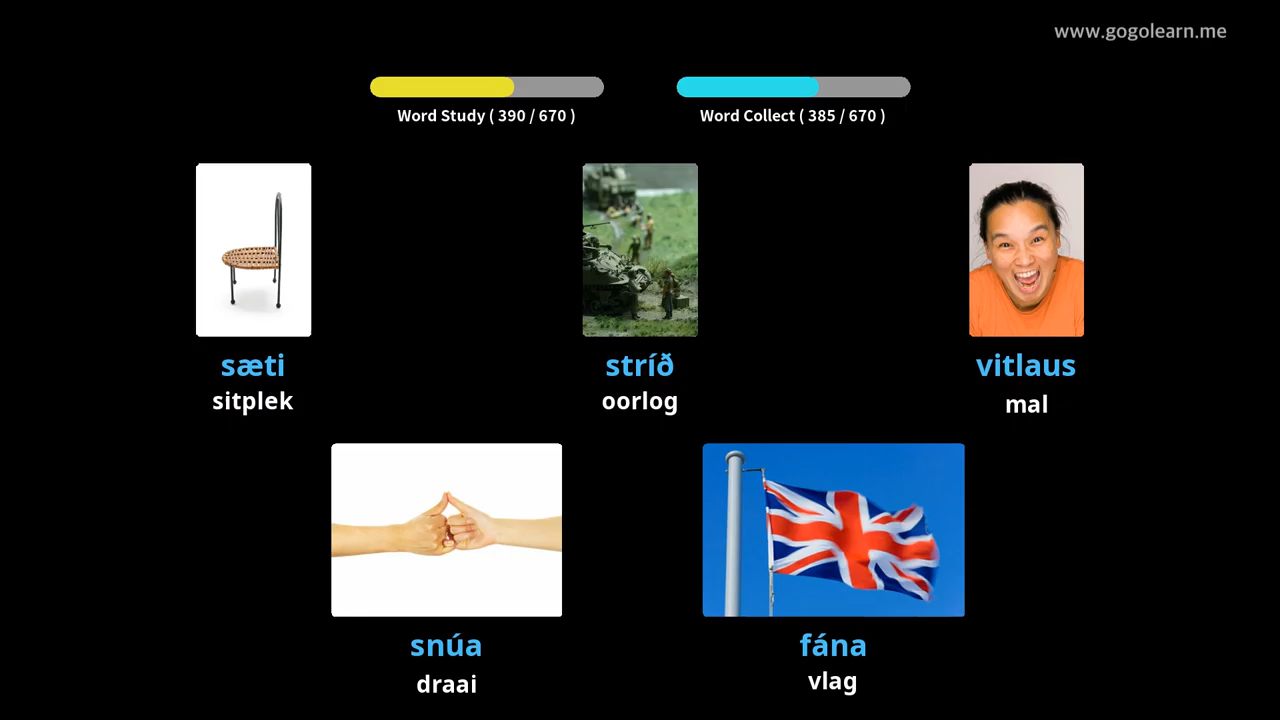 www.gogolearn.me
Word Study ( 390 / 670 )
Word Collect ( 385 / 670 )
sæti
sitplek
stríð
oorlog
vitlaus
mal
snúa
draai
fána
vlag